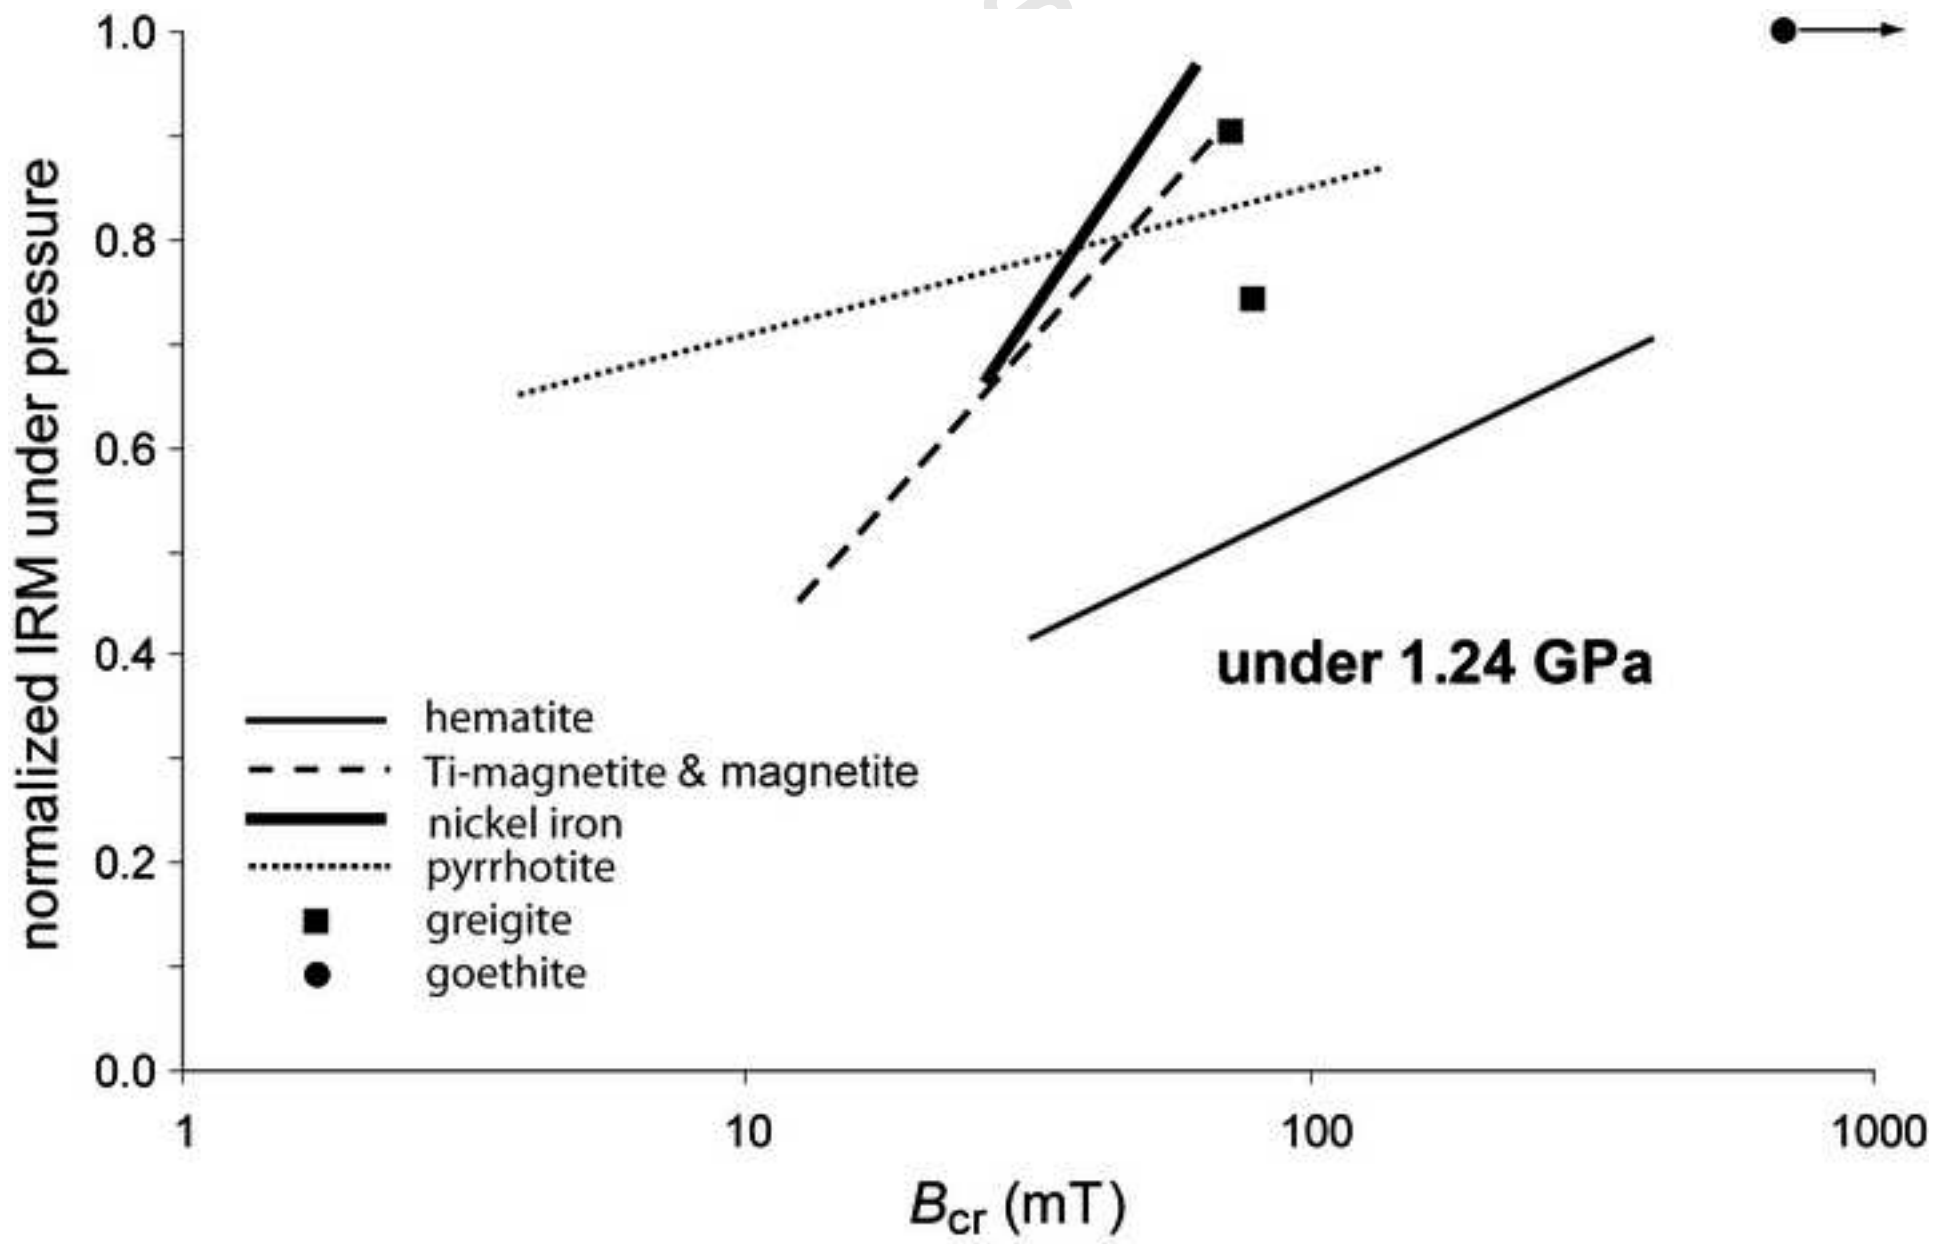 1.0
0.8
0.6
0.4
0.2
0.0
normalized IRM under pressure
under 1.24 GPa
hematite
Ti-magnetite & magnetite
nickel iron
pyrrhotite
greigite
goethite
1 10 100 1000
Bcr (mT)